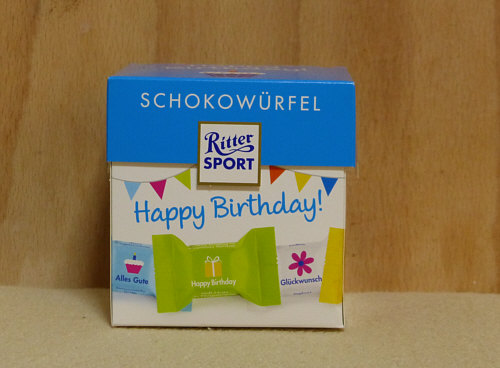 SCHOKOWÜRFEL
Ritter
SPORT
Happy Birthday!
Alles Gute
Happy Birthday
Glückwunsch